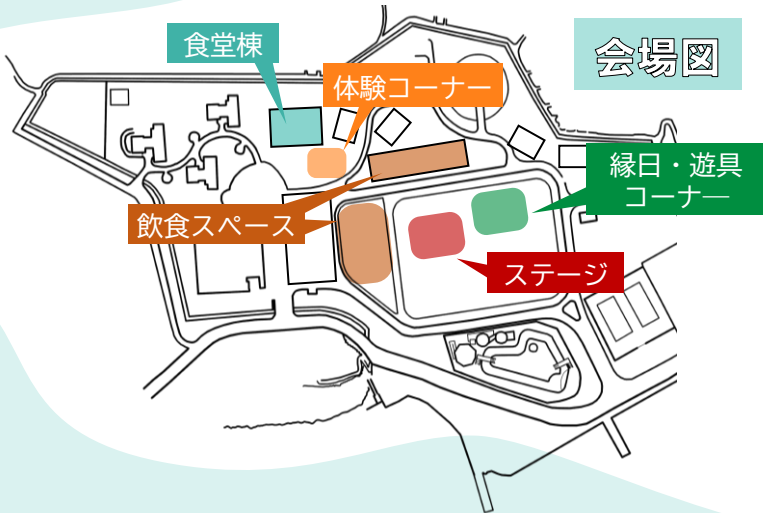 会場図
食堂棟
体験コーナー
縁日・遊具
コーナ―
飲食スペース
ステージ